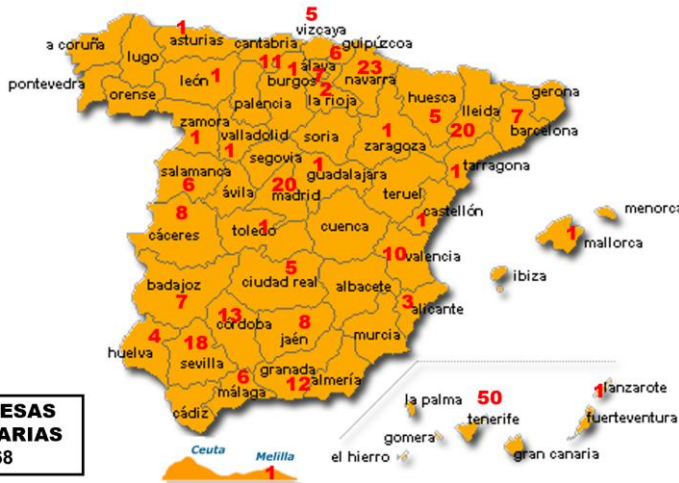 5
vizcaya
1
asturias
cantabria
guipúzcoa
6
a coruña
lugo
11
1
álava
7
23
navarra
pontevedra
león 1
burgos
2
la rioja
orense
palencia
huesca
5
lleida
20
gerona
7
barcelona
zamora
1
valladolid
1
soria
1
zaragoza
segovia
1
guadalajara
1
tarragona
salamanca
6
ávila
20
madrid
teruel
8
cáceres
toledo
1
cuenca
castellón
1
menorca
1
mallorca
10
valencia
5
ciudad real
ibiza
badajoz
7
albacete
3
alicante
13
córdoba
8
jaén
murcia
4
huelva
18
sevilla
granada
12
almería
6
málaga
cádiz
la palma
50
1
lanzarote
tenerife
fuerteventura
gomera
el hierro
gran canaria
ESAS
ARIAS
68
Ceuta
Melilla
1